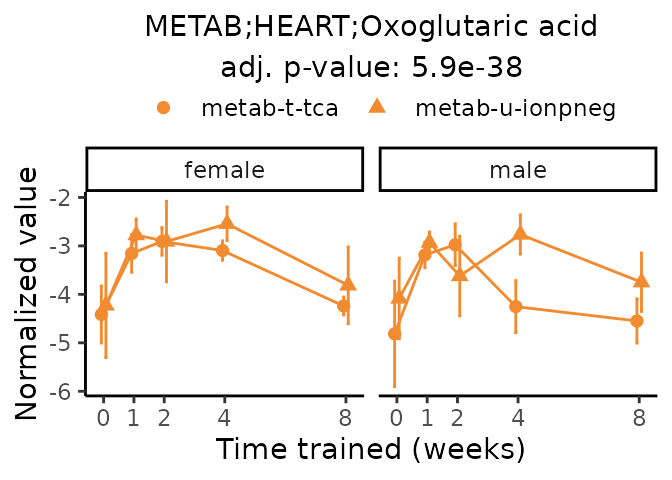 METAB;HEART;Oxoglutaric acid
adj. p-value: 5.9e-38
metab-t-tca metab-u-ionpneg
female male
Normalized value
-2
-3
-4
-5
-6
0 1 2 4 8 0 1 2 4 8
Time trained (weeks)